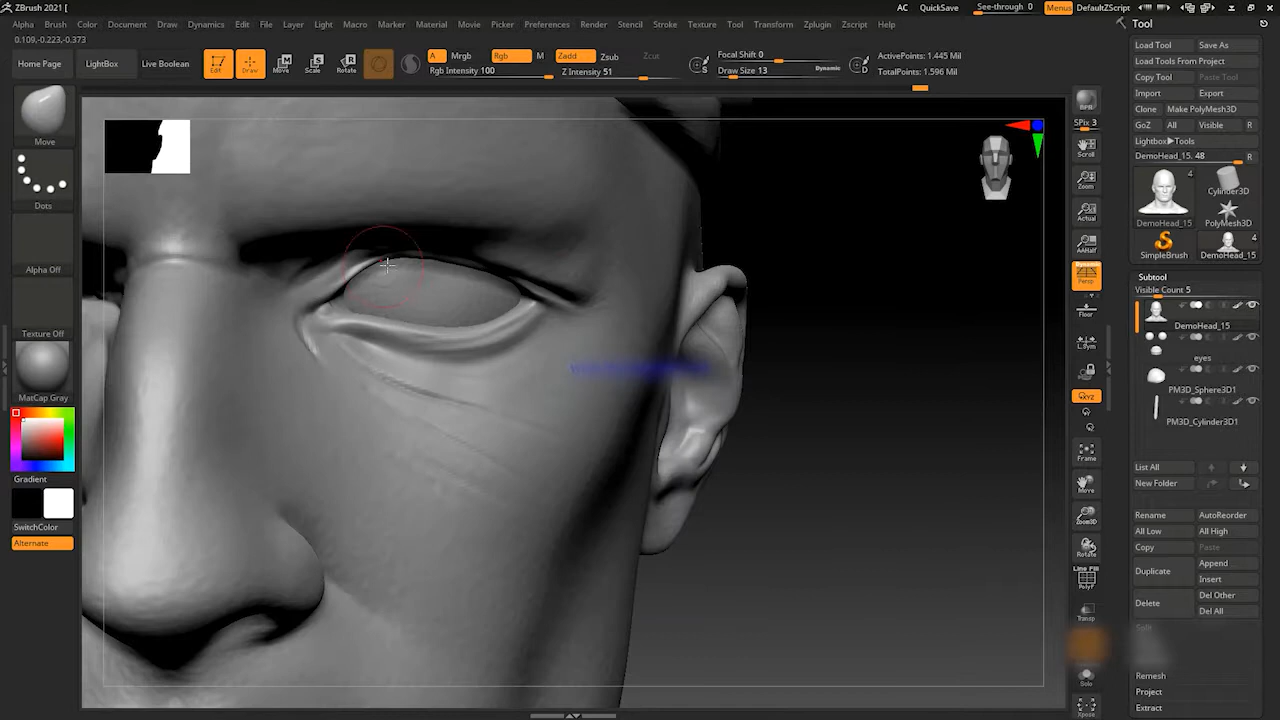 ZBrush 2021 [
AC QuickSave See-through 0 Menus DefaultZScript
Alpha Brush Color Document Draw Dynamics Edit File Layer Light Macro Marker Material Movie Picker Preferences Render Stencil Stroke Texture Tool Transform Zplugin Zscript Help
0.109,-0.223,-0.373
Home Page LightBox Live Boolean Edit Draw Move Scale Rotate A Mrgb Rgb M Zadd Zsub Zcut
Rgb Intensity 100 Z Intensity 51
Focal Shift 0
Draw Size 13 Dynamic
S D
ActivePoints: 1.445 Mil
TotalPoints: 1.596 Mil
Move
Dots
Alpha Off
Texture Off
MatCap Gray
Gradient
SwitchColor
Alternate
BPR
SPix 3
Scroll
Zoom
Actual
AAHalf
Dynamic
Persp
Floor
L.Sym
XYZ
Frame
Move
Zoom3D
Rotate
Line Fill
PolyF
Transp
Solo
Xpose
Tool
Load Tool Save As
Load Tools From Project
Copy Tool Paste Tool
Import Export
Clone Make PolyMesh3D
GoZ All Visible R
Lightbox▶Tools
DemoHead_15. 48 R
4
Cylinder3D
DemoHead_15 PolyMesh3D
4
SimpleBrush DemoHead_15
Subtool
Visible Count 5
DemoHead_15
eyes
PM3D_Sphere3D1
PM3D_Cylinder3D1
List All
New Folder
Rename AutoReorder
All Low All High
Copy Paste
Duplicate Append
Insert
Delete Del Other
Del All
Split
Remesh
Project
Extract